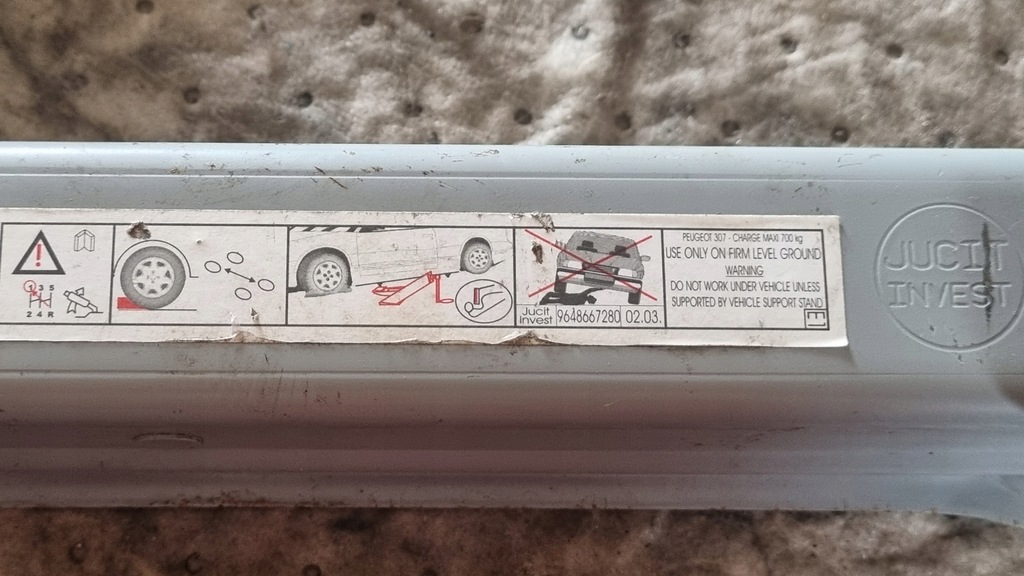 1 3 5
2 4 R
Jucit
Invest
9648667280
02.03.
PEUGEOT 307 - CHARGE MAXI 700 kg
USE ONLY ON FIRM LEVEL GROUND
WARNING
DO NOT WORK UNDER VEHICLE UNLESS
SUPPORTED BY VEHICLE SUPPORT STAND
E1
JUCIT
INVEST